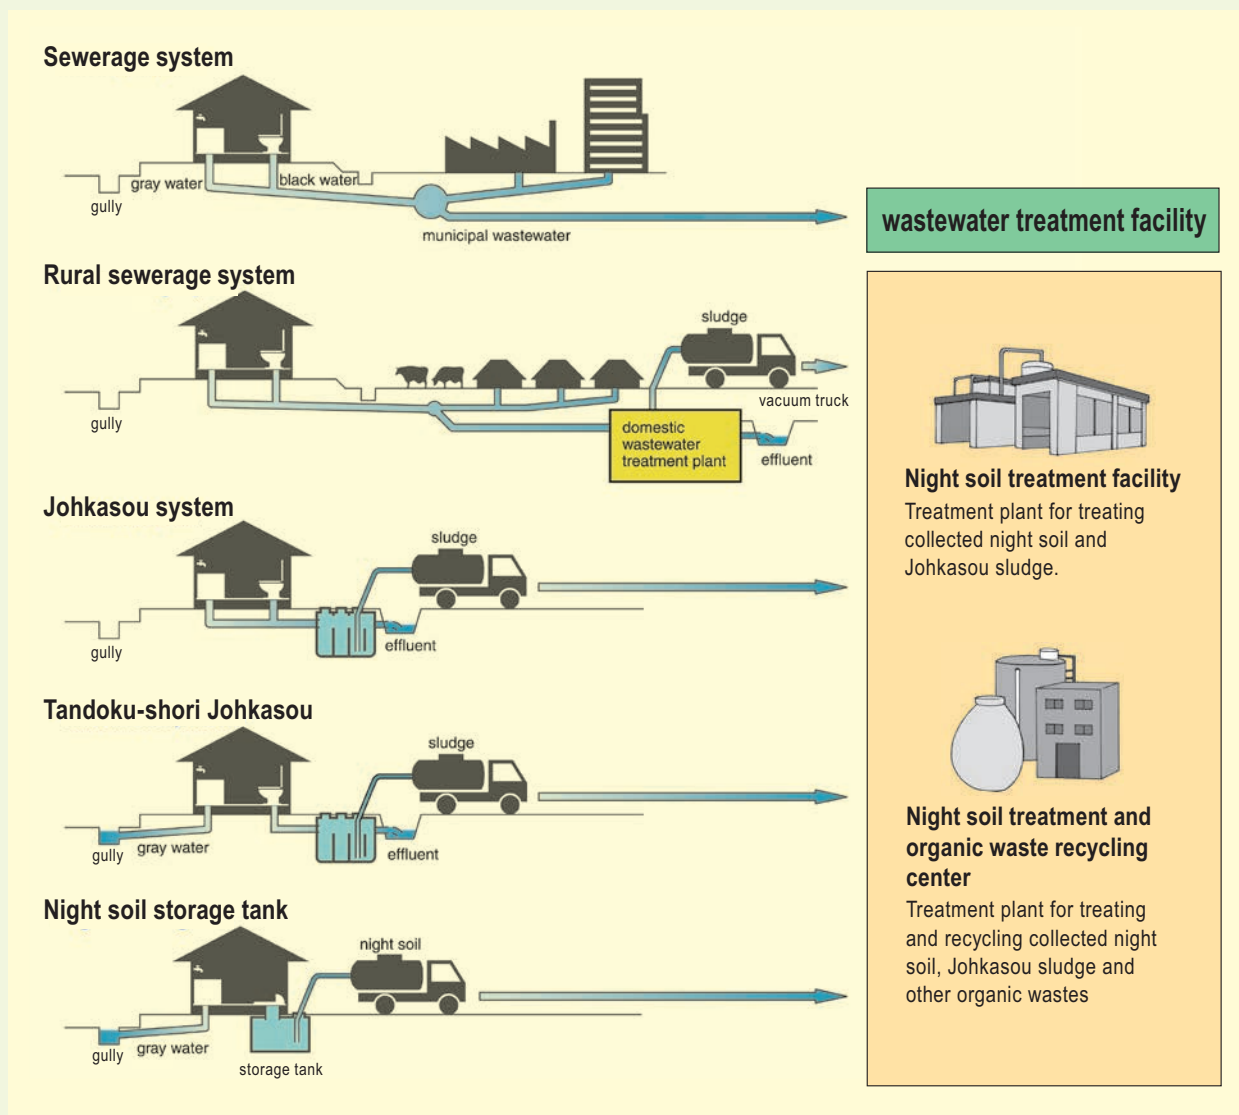 Sewerage system
gray water
black water
gully
municipal wastewater
wastewater treatment facility
Rural sewerage system
sludge
vacuum truck
gully
domestic
wastewater
treatment plant
effluent
Night soil treatment facility
Treatment plant for treating
collected night soil and
Johkasou sludge.
Johkasou system
sludge
gully
effluent
Tandoku-shori Johkasou
sludge
gully
gray water
effluent
Night soil treatment and
organic waste recycling
center
Treatment plant for treating
and recycling collected night
soil, Johkasou sludge and
other organic wastes
Night soil storage tank
night soil
gully
gray water
storage tank